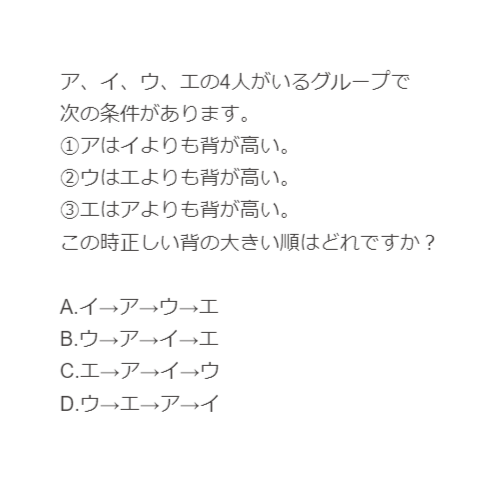 ア、イ、ウ、エの4人がいるグループで
次の条件があります。
①アはイよりも背が高い。
②ウはエよりも背が高い。
③エはアよりも背が高い。
この時正しい背の大きい順はどれですか？
A.イ→ア→ウ→エ
B.ウ→ア→イ→エ
C.エ→ア→イ→ウ
D.ウ→エ→ア→イ